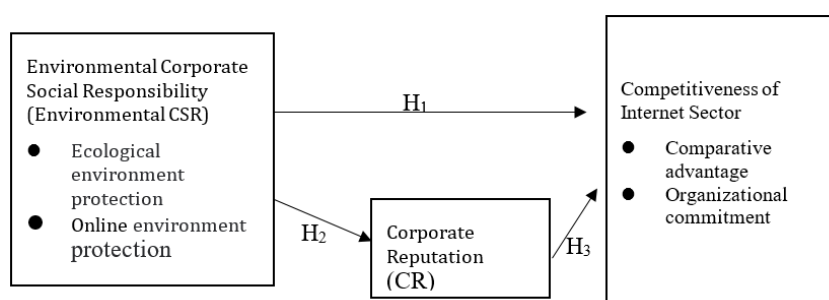 Environmental Corporate
Social Responsibility
(Environmental CSR)
● Ecological
environment
protection
● Online environment
protection
H₁
H₂
Corporate
Reputation
(CR)
H₃
Competitiveness of
Internet Sector
● Comparative
advantage
● Organizational
commitment